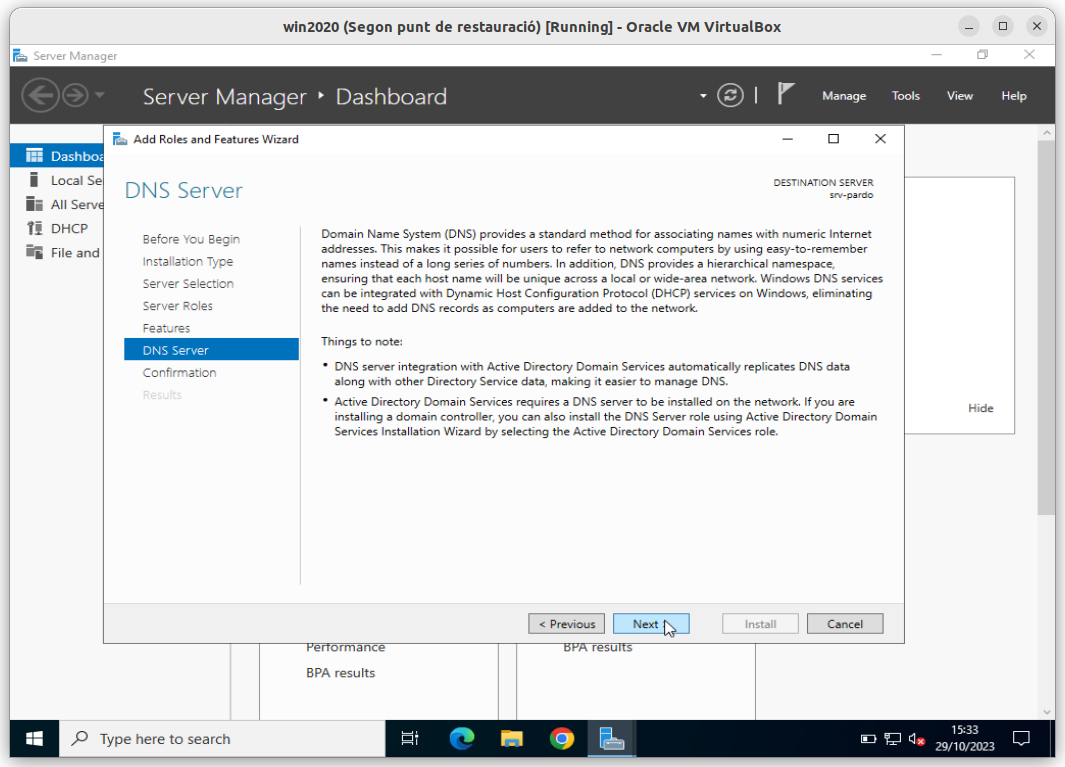 win2020 (Segon punt de restauració) [Running] - Oracle VM VirtualBox
Server Manager
Server Manager • Dashboard
Manage Tools View Help
Add Roles and Features Wizard
Dashboa
Local Se
All Serve
DHCP
File and
DNS Server
DESTINATION SERVER
srv-pardo
Before You Begin
Installation Type
Server Selection
Server Roles
Features
DNS Server
Confirmation
Results
Domain Name System (DNS) provides a standard method for associating names with numeric Internet
addresses. This makes it possible for users to refer to network computers by using easy-to-remember
names instead of a long series of numbers. In addition, DNS provides a hierarchical namespace,
ensuring that each host name will be unique across a local or wide-area network. Windows DNS services
can be integrated with Dynamic Host Configuration Protocol (DHCP) services on Windows, eliminating
the need to add DNS records as computers are added to the network.
Things to note:
• DNS server integration with Active Directory Domain Services automatically replicates DNS data
along with other Directory Service data, making it easier to manage DNS.
• Active Directory Domain Services requires a DNS server to be installed on the network. If you are
installing a domain controller, you can also install the DNS Server role using Active Directory Domain
Services Installation Wizard by selecting the Active Directory Domain Services role.
Hide
< Previous Next > Install Cancel
Performance BPA results
BPA results
Type here to search
15:33
29/10/2023